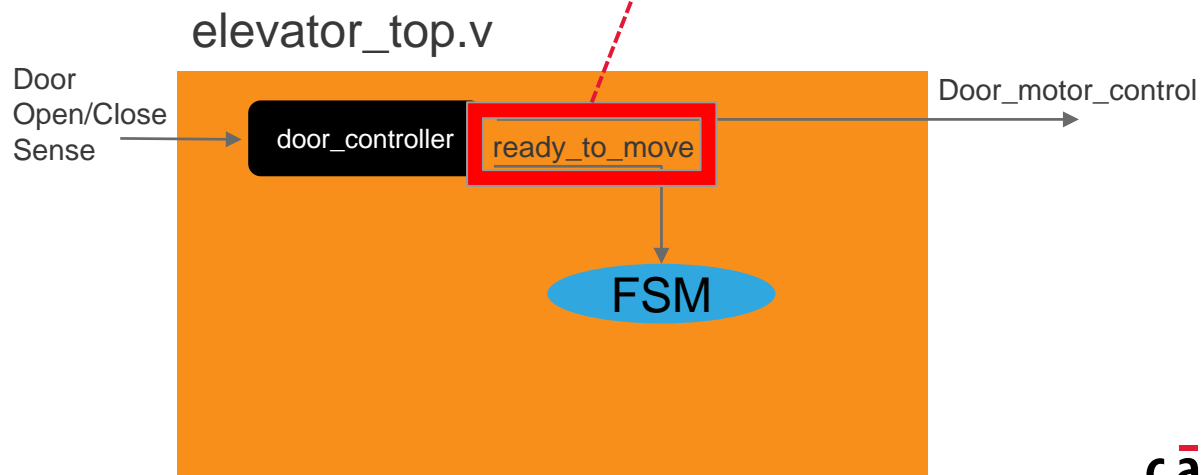 elevator_top.v
Door
Open/Close
Sense
door_controller
ready_to_move
Door_motor_control
FSM